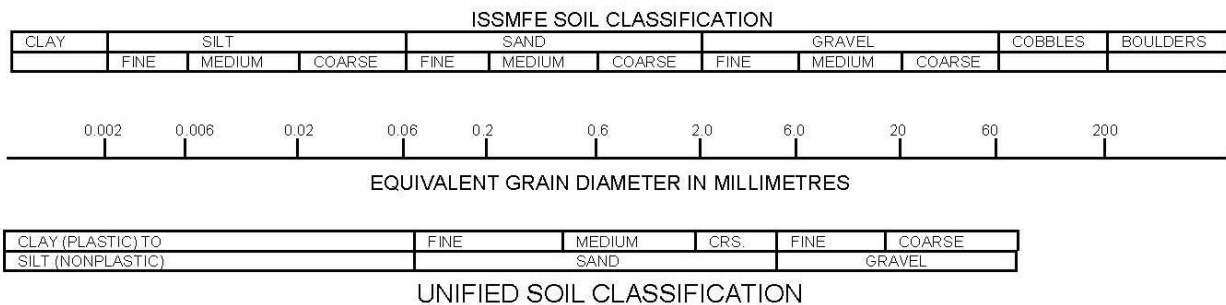 ISSMFE SOIL CLASSIFICATION
CLAY SILT SAND GRAVEL COBBLES BOULDERS
FINE MEDIUM COARSE FINE MEDIUM COARSE FINE MEDIUM COARSE
0.002 0.006 0.02 0.06 0.2 0.6 2.0 6.0 20 60 200
EQUIVALENT GRAIN DIAMETER IN MILLIMETRES
CLAY (PLASTIC) TO FINE MEDIUM CRS. FINE COARSE
SILT (NONPLASTIC) SAND GRAVEL
UNIFIED SOIL CLASSIFICATION